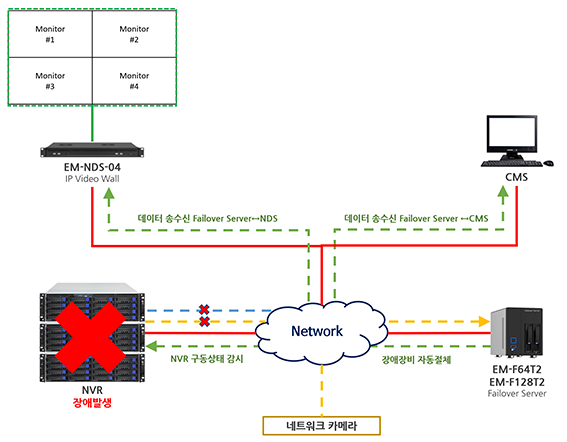 Monitor
#1
Monitor
#2
Monitor
#3
Monitor
#4
EM-NDS-04
IP Video Wall
CMS
데이터 송수신 Failover Server↔NDS
데이터 송수신 Failover Server ↔CMS
Network
NVR 구동상태 감시
장애장비 자동절체
NVR
장애발생
EM-F64T2
EM-F128T2
Failover Server
네트워크 카메라